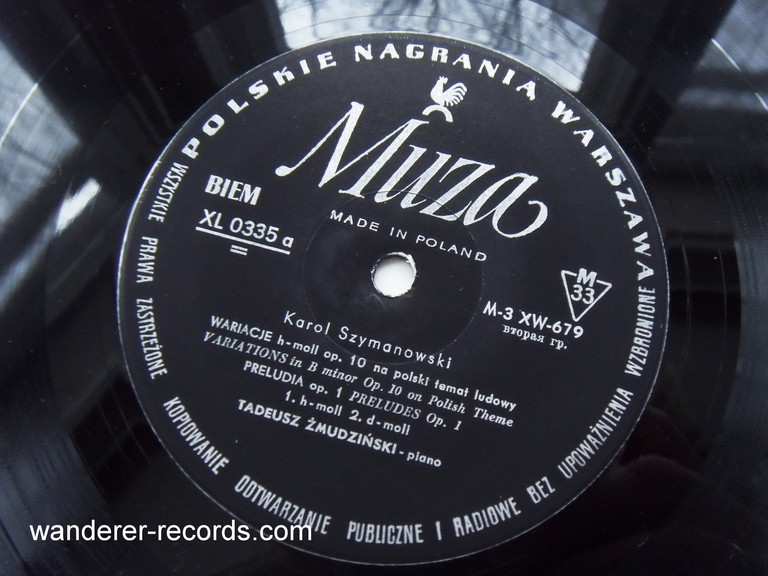 POLSKIE NAGRANIA WARSZAWA
Muza
MADE IN POLAND
BIEM
XL 0335 a
M
33
M-3 XW-679
вторая гр.
Karol Szymanowski
WARIACJE h-moll op. 10 na polski temat ludowy
VARIATIONS in B minor Op. 10 on Polish Theme
PRELUDIA op. 1 PRELUDES Op. 1
1. h-moll 2. d-moll
TADEUSZ ŻMUDZIŃSKI - piano
WSZYSTKIE PRAWA ZASTRZEŻONE KOPIOWANIE ODTWARZANIE PUBLICZNE I RADIOWE BEZ UPOWAŻNIENIA WZBRONIONE
wanderer-records.com